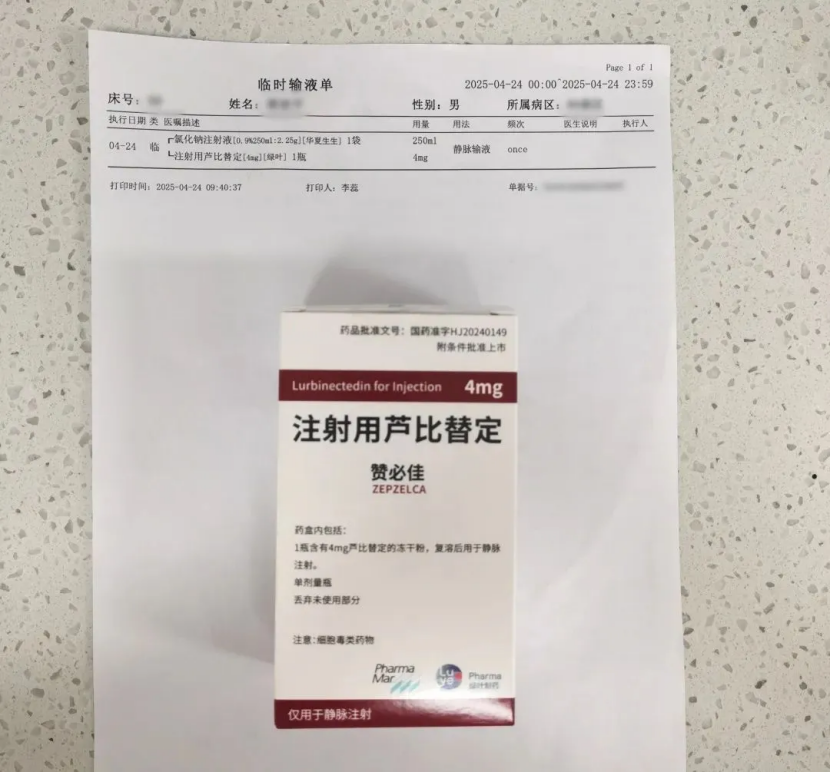 Page 1 of 1
临时输液单
2025-04-24 00:00~2025-04-24 23:59
床号：
姓名：
性别：男
所属病区：
执行日期 类 医嘱描述 用量 用法 频次 医生说明 执行人
04-24 临 氯化钠注射液[0.9%250ml:2.25g][华夏生生] 1袋 250ml 静脉输液 once
注射用芦比替定[4mg][绿叶] 1瓶 4mg
打印时间：2025-04-24 09:40:37 打印人：李蕊 单据号：
药品批准文号：国药准字HJ20240149
附条件批准上市
Lurbinectedin for Injection 4mg
注射用芦比替定
赞必佳
ZEPZELCA
药盒内包括：
1瓶含有4mg芦比替定的冻干粉，复溶后用于静脉
注射。
单剂量瓶
丢弃未使用部分
注意：细胞毒类药物
Pharma
Mar
Luye
Pharma
绿叶制药
仅用于静脉注射